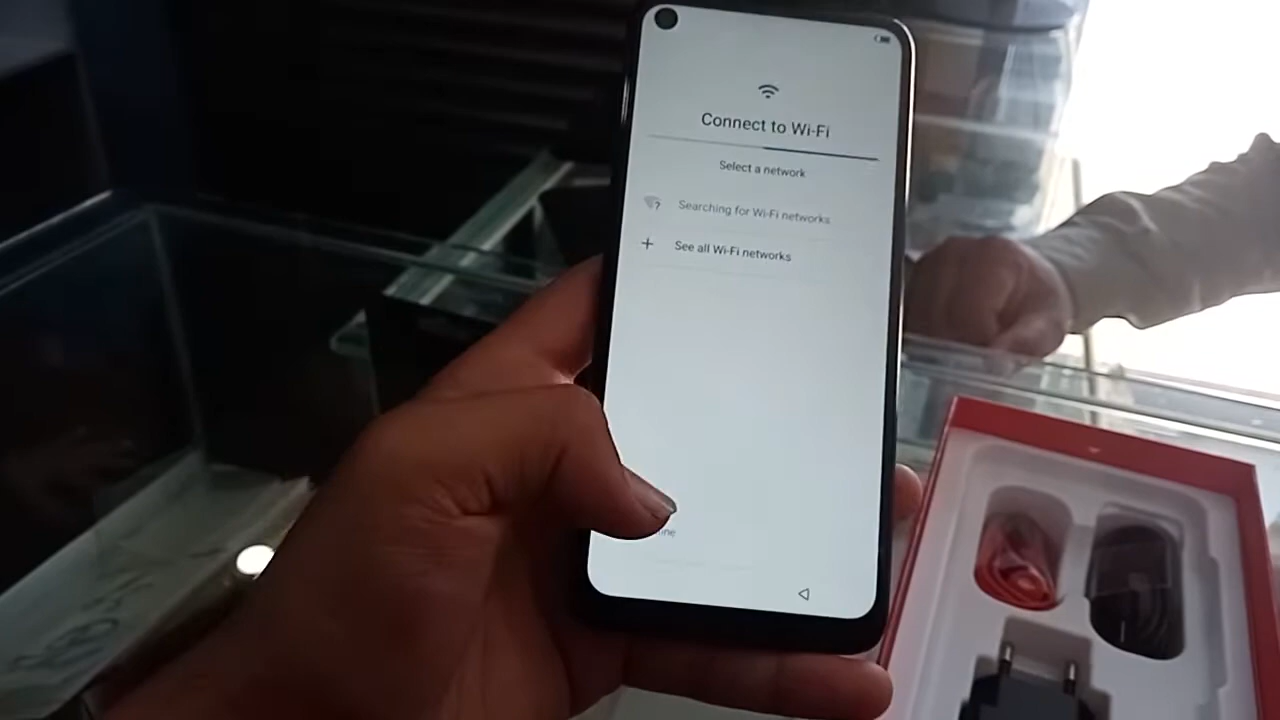 Connect to Wi-Fi
Select a network
Searching for Wi-Fi networks
See all Wi-Fi networks